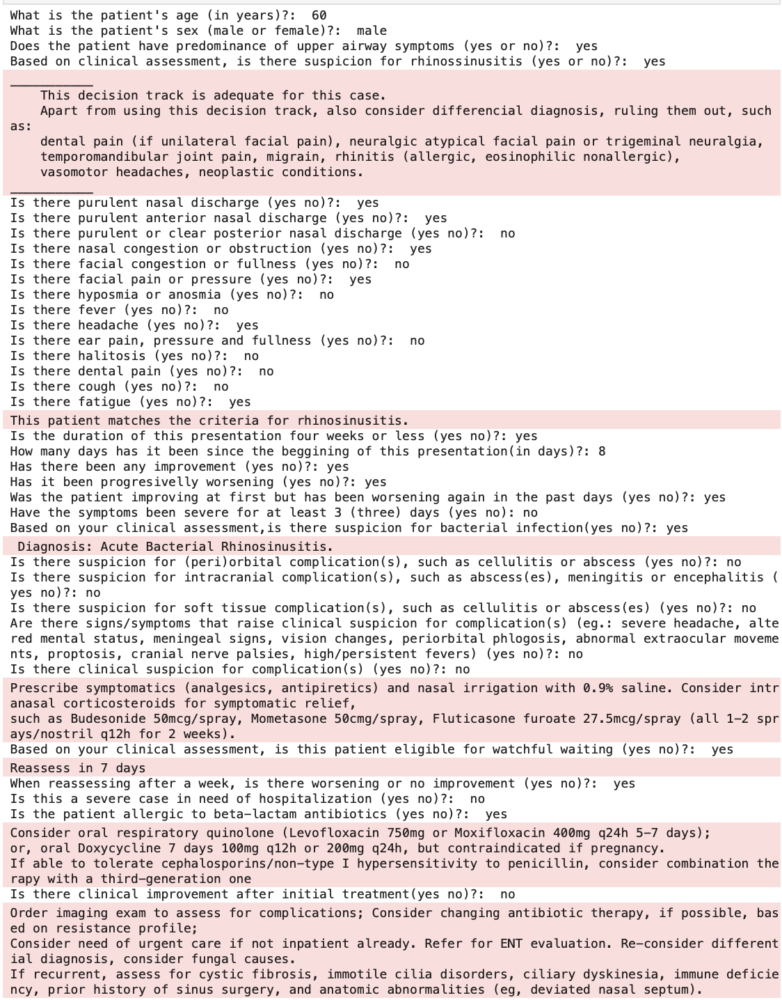 What is the patient's age (in years)?:  60
What is the patient's sex (male or female)?:  male
Does the patient have predominance of upper airway symptoms (yes or no)?:  yes
Based on clinical assessment, is there suspicion for rhinossinusitis (yes or no)?:  yes
___________
    This decision track is adequate for this case.
    Apart from using this decision track, also consider differencial diagnosis, ruling them out, such
as:
    dental pain (if unilateral facial pain), neuralgic atypical facial pain or trigeminal neuralgia,
    temporomandibular joint pain, migrain, rhinitis (allergic, eosinophilic nonallergic),
    vasomotor headaches, neoplastic conditions.
___________
Is there purulent nasal discharge (yes no)?:  yes
Is there purulent anterior nasal discharge (yes no)?:  yes
Is there purulent or clear posterior nasal discharge (yes no)?:  no
Is there nasal congestion or obstruction (yes no)?:  yes
Is there facial congestion or fullness (yes no)?:  no
Is there facial pain or pressure (yes no)?:  yes
Is there hyposmia or anosmia (yes no)?:  no
Is there fever (yes no)?:  no
Is there headache (yes no)?:  yes
Is there ear pain, pressure and fullness (yes no)?:  no
Is there halitosis (yes no)?:  no
Is there dental pain (yes no)?:  no
Is there cough (yes no)?:  no
Is there fatigue (yes no)?:  yes
This patient matches the criteria for rhinosinusitis.
Is the duration of this presentation four weeks or less (yes no)?: yes
How many days has it been since the beggining of this presentation(in days)?: 8
Has there been any improvement (yes no)?: yes
Has it been progresivelly worsening (yes no)?: yes
Was the patient improving at first but has been worsening again in the past days (yes no)?: yes
Have the symptoms been severe for at least 3 (three) days (yes no): no
Based on your clinical assessment,is there suspicion for bacterial infection(yes no)?: yes
 Diagnosis: Acute Bacterial Rhinosinusitis.
Is there suspicion for (peri)orbital complication(s), such as cellulitis or abscess (yes no)?: no
Is there suspicion for intracranial complication(s), such as abscess(es), meningitis or encephalitis (
yes no)?: no
Is there suspicion for soft tissue complication(s), such as cellulitis or abscess(es) (yes no)?: no
Are there signs/symptoms that raise clinical suspicion for complication(s) (eg.: severe headache, alte
red mental status, meningeal signs, vision changes, periorbital phlogosis, abnormal extraocular moveme
nts, proptosis, cranial nerve palsies, high/persistent fevers) (yes no)?: no
Is there clinical suspicion for complication(s) (yes no)?: no
Prescribe symptomatics (analgesics, antipiretics) and nasal irrigation with 0.9% saline. Consider intr
anasal corticosteroids for symptomatic relief,
such as Budesonide 50mcg/spray, Mometasone 50cmg/spray, Fluticasone furoate 27.5mcg/spray (all 1-2 spr
ays/nostril q12h for 2 weeks).
Based on your clinical assessment, is this patient eligible for watchful waiting (yes no)?:  yes
Reassess in 7 days
When reassessing after a week, is there worsening or no improvement (yes no)?:  yes
Is this a severe case in need of hospitalization (yes no)?:  no
Is the patient allergic to beta-lactam antibiotics (yes no)?:  yes
Consider oral respiratory quinolone (Levofloxacin 750mg or Moxifloxacin 400mg q24h 5-7 days);
or, oral Doxycycline 7 days 100mg q12h or 200mg q24h, but contraindicated if pregnancy.
If able to tolerate cephalosporins/non-type I hypersensitivity to penicillin, consider combination the
rapy with a third-generation one
Is there clinical improvement after initial treatment(yes no)?:  no
Order imaging exam to assess for complications; Consider changing antibiotic therapy, if possible, bas
ed on resistance profile;
Consider need of urgent care if not inpatient already. Refer for ENT evaluation. Re-consider different
ial diagnosis, consider fungal causes.
If recurrent, assess for cystic fibrosis, immotile cilia disorders, ciliary dyskinesia, immune deficie
ncy, prior history of sinus surgery, and anatomic abnormalities (eg, deviated nasal septum).